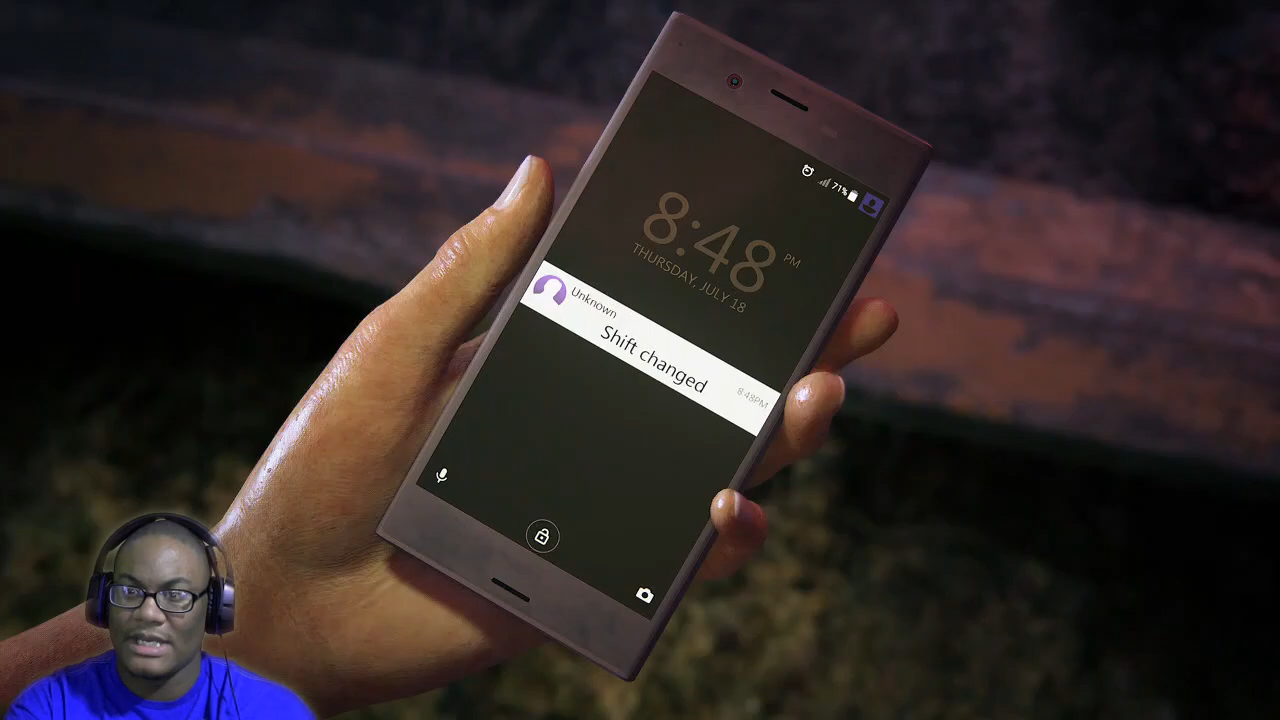 71%
8:48 PM
THURSDAY, JULY 18
Unknown
Shift changed
8:48PM